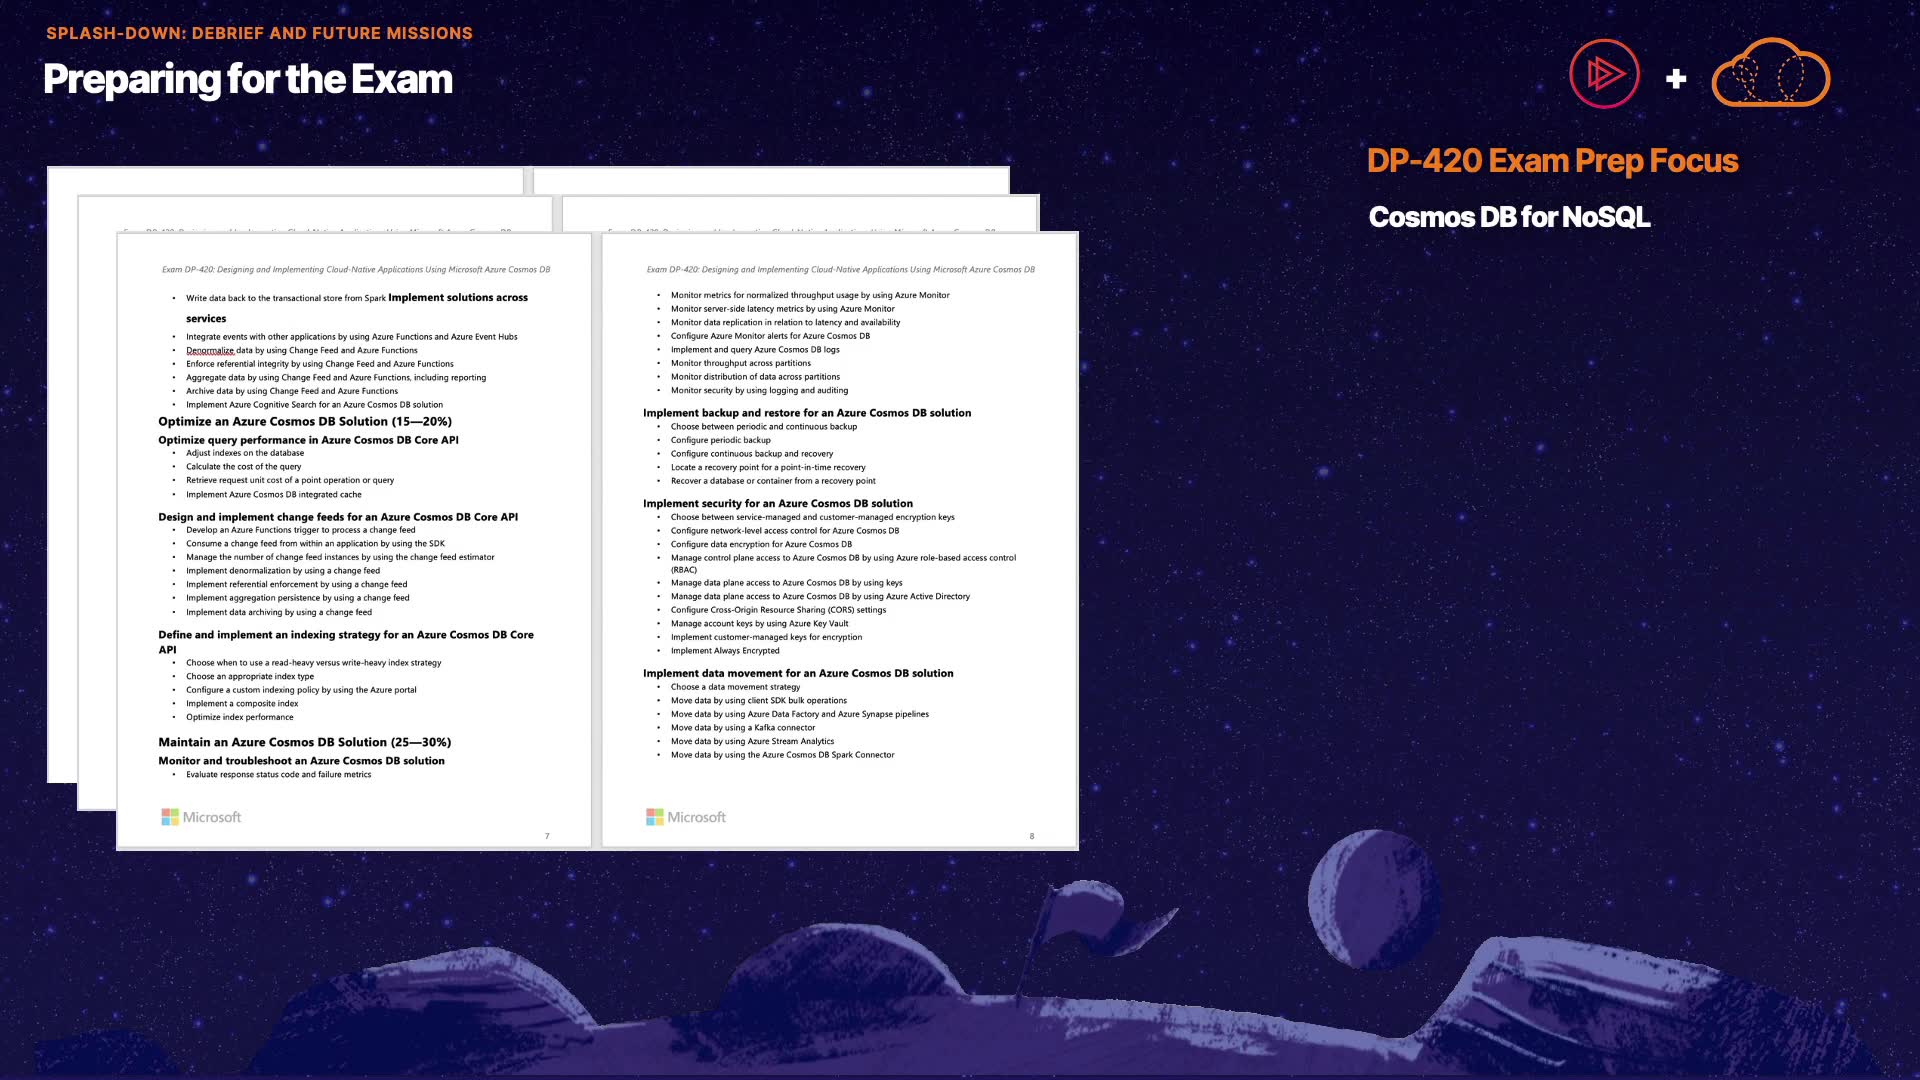 SPLASH-DOWN: DEBRIEF AND FUTURE MISSIONS
Preparing for the Exam
+
DP-420 Exam Prep Focus
Cosmos DB for NoSQL
Exam DP-420: Designing and Implementing Cloud-Native Applications Using Microsoft Azure Cosmos DB
• Write data back to the transactional store from Spark Implement solutions across
services
• Integrate events with other applications by using Azure Functions and Azure Event Hubs
• Denormalize data by using Change Feed and Azure Functions
• Enforce referential integrity by using Change Feed and Azure Functions
• Aggregate data by using Change Feed and Azure Functions, including reporting
• Archive data by using Change Feed and Azure Functions
• Implement Azure Cognitive Search for an Azure Cosmos DB solution
Optimize an Azure Cosmos DB Solution (15—20%)
Optimize query performance in Azure Cosmos DB Core API
• Adjust indexes on the database
• Calculate the cost of the query
• Retrieve request unit cost of a point operation or query
• Implement Azure Cosmos DB integrated cache
Design and implement change feeds for an Azure Cosmos DB Core API
• Develop an Azure Functions trigger to process a change feed
• Consume a change feed from within an application by using the SDK
• Manage the number of change feed instances by using the change feed estimator
• Implement denormalization by using a change feed
• Implement referential enforcement by using a change feed
• Implement aggregation persistence by using a change feed
• Implement data archiving by using a change feed
Define and implement an indexing strategy for an Azure Cosmos DB Core
API
• Choose when to use a read-heavy versus write-heavy index strategy
• Choose an appropriate index type
• Configure a custom indexing policy by using the Azure portal
• Implement a composite index
• Optimize index performance
Maintain an Azure Cosmos DB Solution (25—30%)
Monitor and troubleshoot an Azure Cosmos DB solution
• Evaluate response status code and failure metrics
Microsoft
7
Exam DP-420: Designing and Implementing Cloud-Native Applications Using Microsoft Azure Cosmos DB
• Monitor metrics for normalized throughput usage by using Azure Monitor
• Monitor server-side latency metrics by using Azure Monitor
• Monitor data replication in relation to latency and availability
• Configure Azure Monitor alerts for Azure Cosmos DB
• Implement and query Azure Cosmos DB logs
• Monitor throughput across partitions
• Monitor distribution of data across partitions
• Monitor security by using logging and auditing
Implement backup and restore for an Azure Cosmos DB solution
• Choose between periodic and continuous backup
• Configure periodic backup
• Configure continuous backup and recovery
• Locate a recovery point for a point-in-time recovery
• Recover a database or container from a recovery point
Implement security for an Azure Cosmos DB solution
• Choose between service-managed and customer-managed encryption keys
• Configure network-level access control for Azure Cosmos DB
• Configure data encryption for Azure Cosmos DB
• Manage control plane access to Azure Cosmos DB by using Azure role-based access control
(RBAC)
• Manage data plane access to Azure Cosmos DB by using keys
• Manage data plane access to Azure Cosmos DB by using Azure Active Directory
• Configure Cross-Origin Resource Sharing (CORS) settings
• Manage account keys by using Azure Key Vault
• Implement customer-managed keys for encryption
• Implement Always Encrypted
Implement data movement for an Azure Cosmos DB solution
• Choose a data movement strategy
• Move data by using client SDK bulk operations
• Move data by using Azure Data Factory and Azure Synapse pipelines
• Move data by using a Kafka connector
• Move data by using Azure Stream Analytics
• Move data by using the Azure Cosmos DB Spark Connector
Microsoft
8